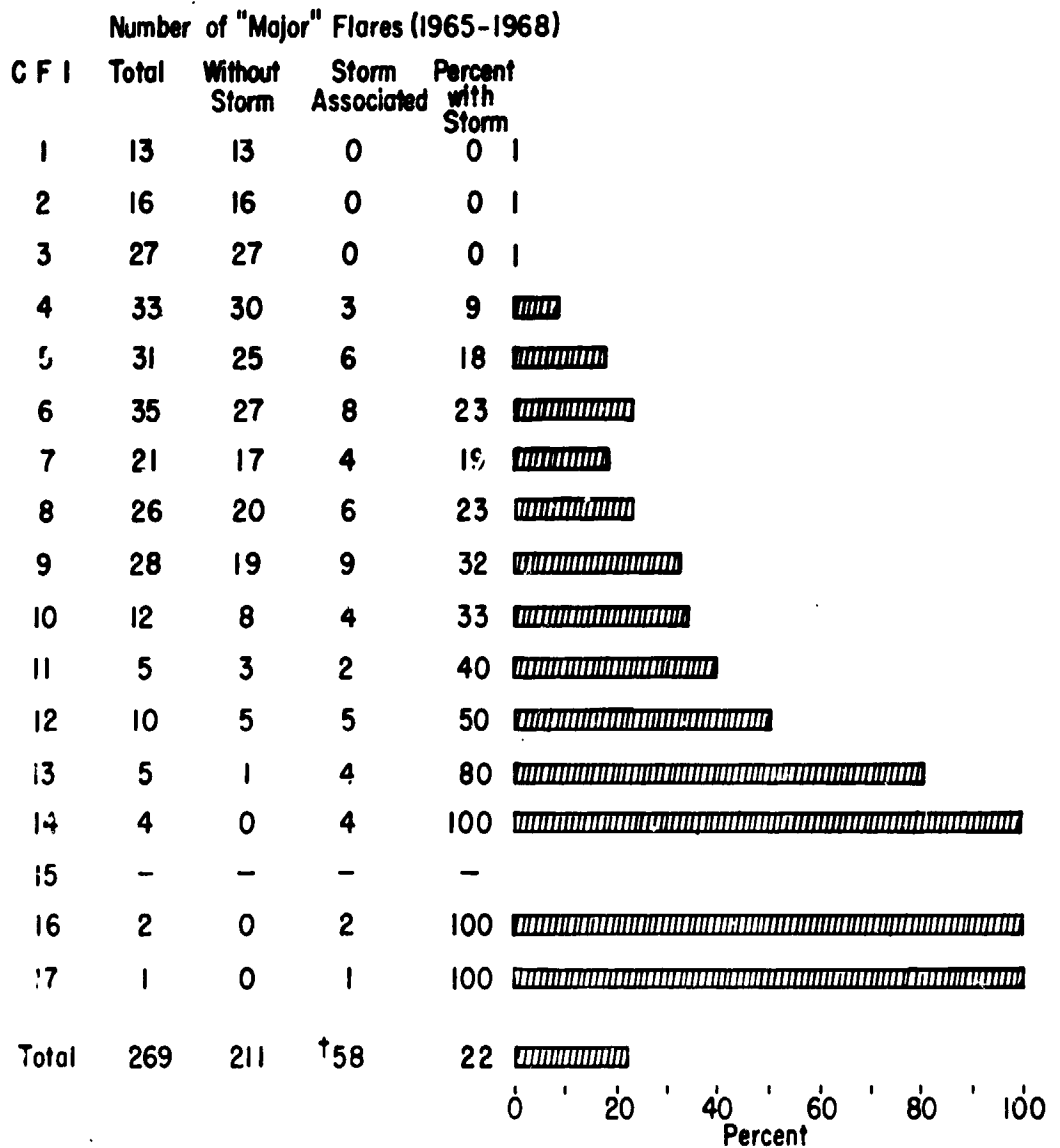 Number of "Major" Flares (1965-1968)
C F I Total Without Storm Storm Associated Percent with Storm
1 13 13 0 0
2 16 16 0 0
3 27 27 0 0
4 33 30 3 9
5 31 25 6 18
6 35 27 8 23
7 21 17 4 19
8 26 20 6 23
9 28 19 9 32
10 12 8 4 33
11 5 3 2 40
12 10 5 5 50
13 5 1 4 80
14 4 0 4 100
15 – – – –
16 2 0 2 100
17 1 0 1 100
Total 269 211 †58 22
0 20 40 60 80 100
Percent